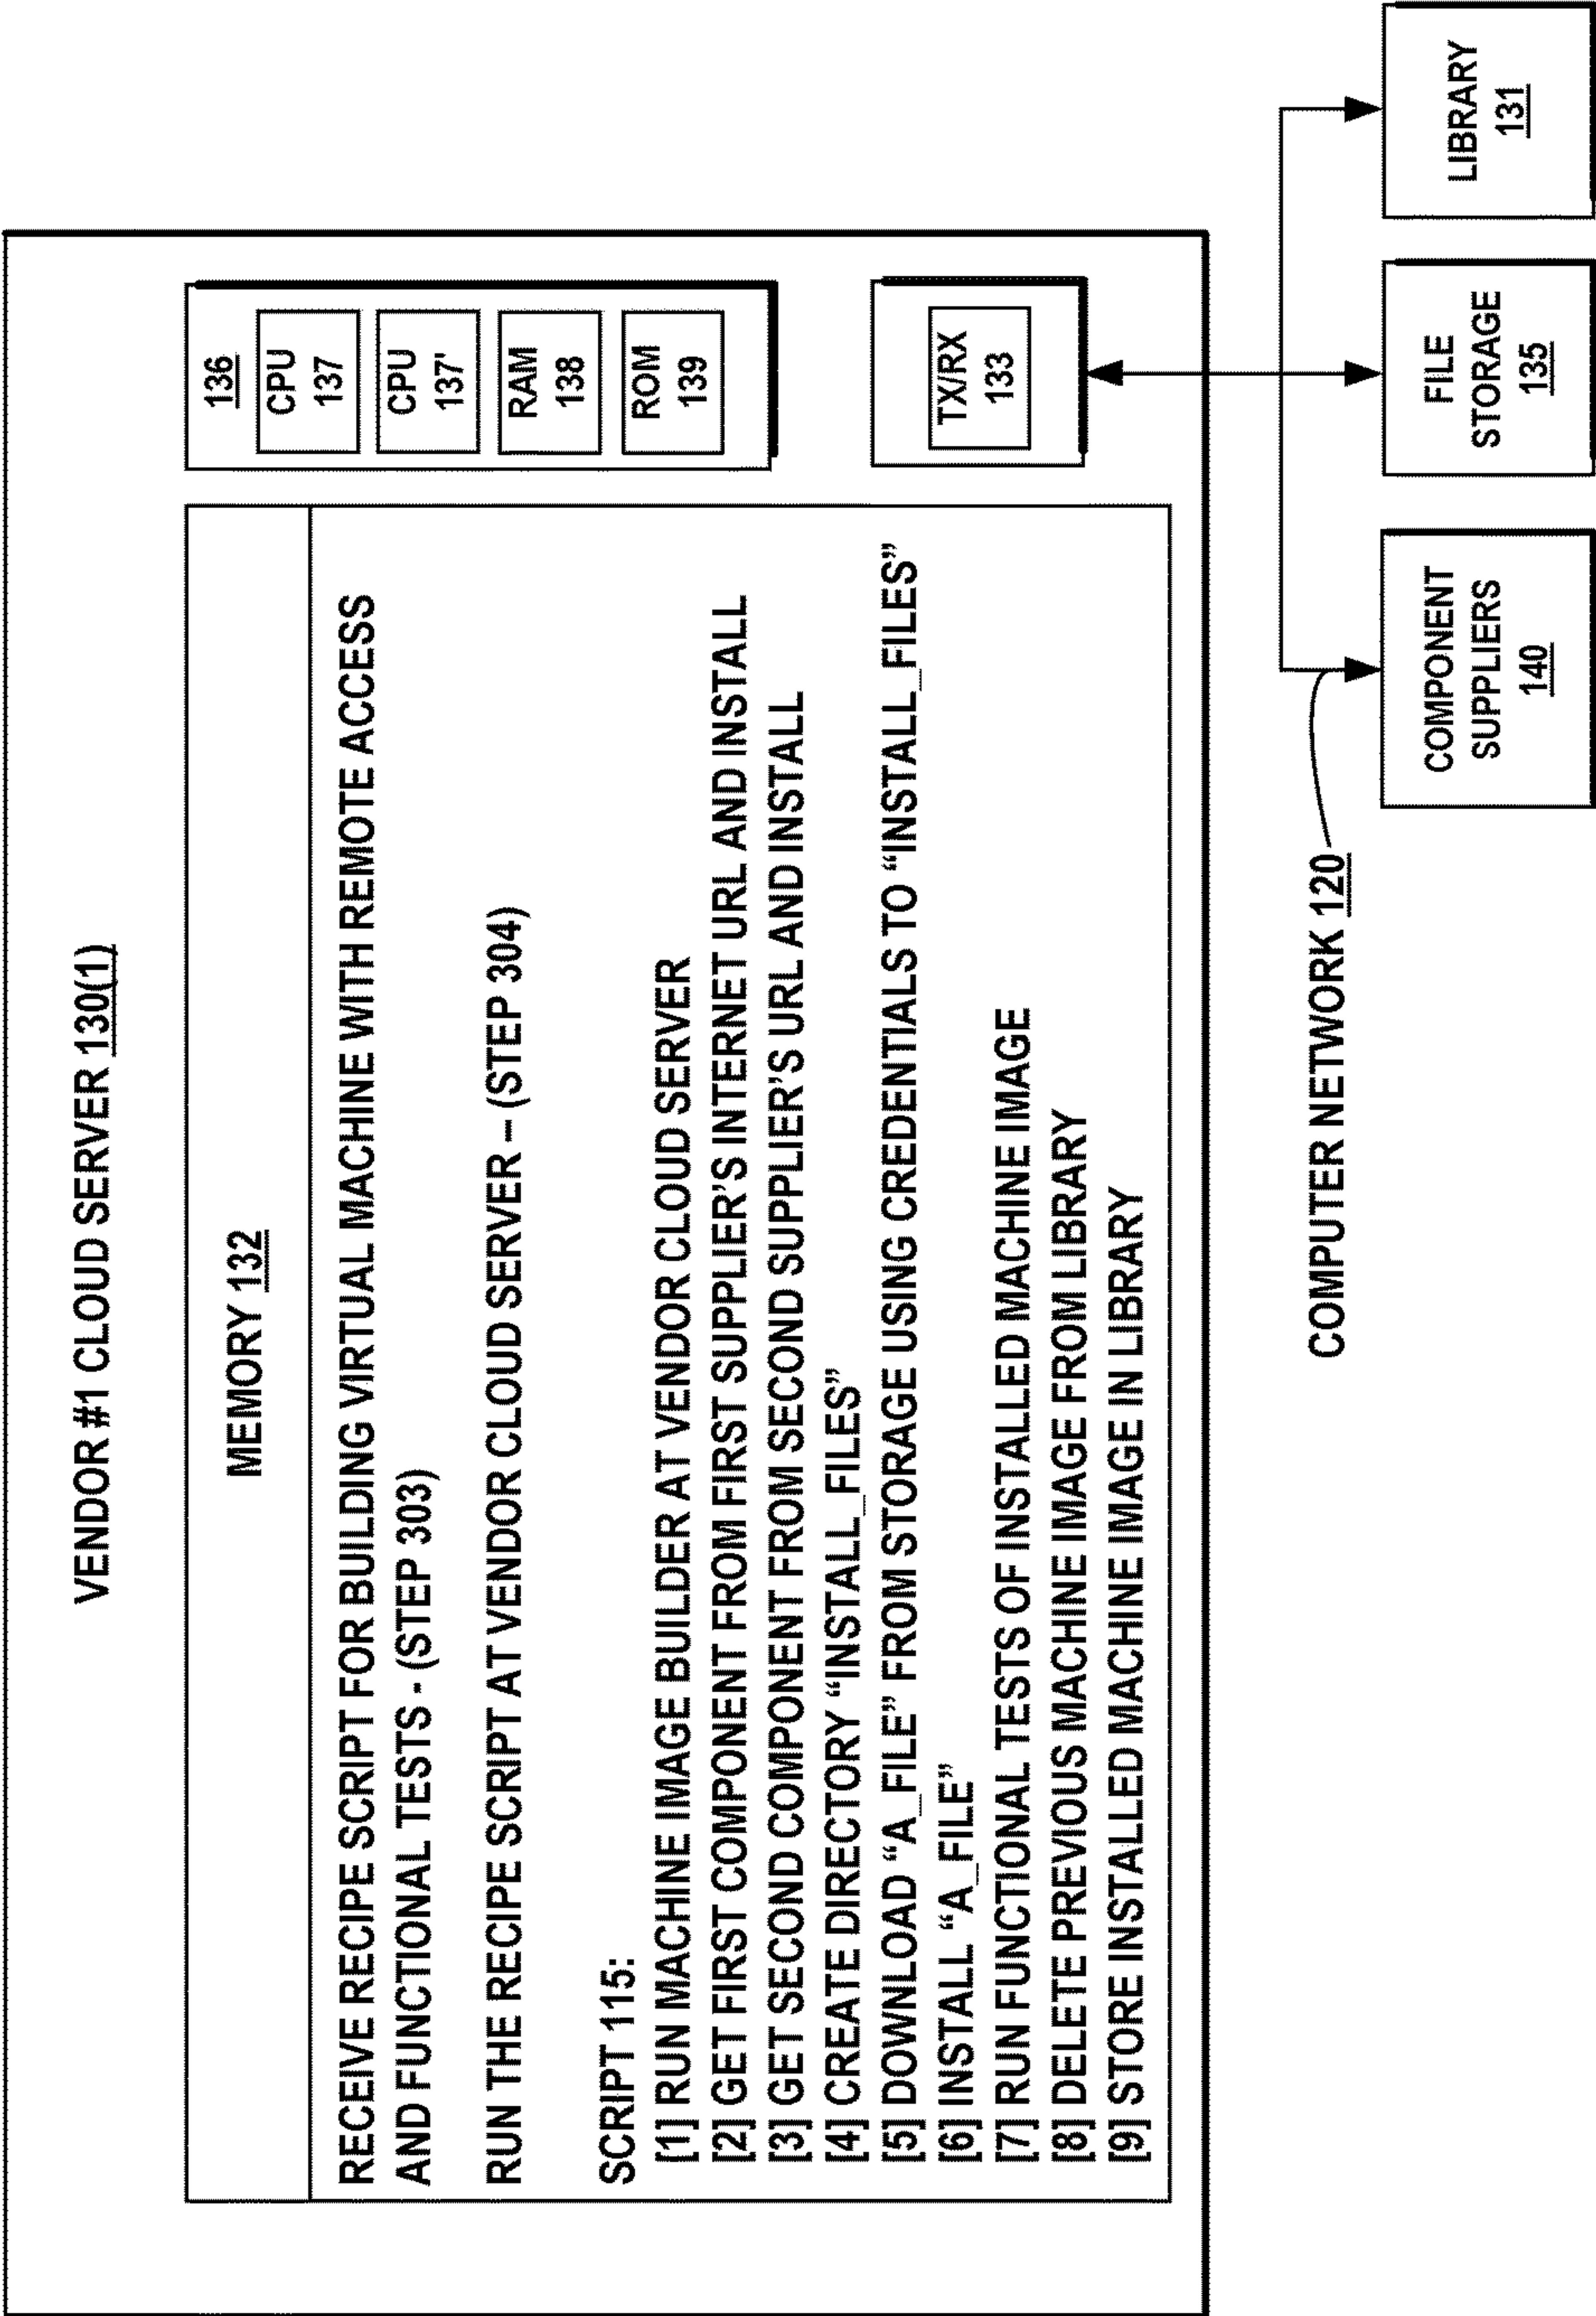 VENDOR #1 CLOUD SERVER 130(1)
MEMORY 132
RECEIVE RECIPE SCRIPT FOR BUILDING VIRTUAL MACHINE WITH REMOTE ACCESS
AND FUNCTIONAL TESTS - (STEP 303)
RUN THE RECIPE SCRIPT AT VENDOR CLOUD SERVER – (STEP 304)
SCRIPT 115:
[1] RUN MACHINE IMAGE BUILDER AT VENDOR CLOUD SERVER
[2] GET FIRST COMPONENT FROM FIRST SUPPLIER'S INTERNET URL AND INSTALL
[3] GET SECOND COMPONENT FROM SECOND SUPPLIER'S URL AND INSTALL
[4] CREATE DIRECTORY “INSTALL_FILES”
[5] DOWNLOAD “A_FILE” FROM STORAGE USING CREDENTIALS TO “INSTALL_FILES”
[6] INSTALL “A_FILE”
[7] RUN FUNCTIONAL TESTS OF INSTALLED MACHINE IMAGE
[8] DELETE PREVIOUS MACHINE IMAGE FROM LIBRARY
[9] STORE INSTALLED MACHINE IMAGE IN LIBRARY
136
CPU
137
CPU
137'
RAM
138
ROM
139
TX/RX
133
COMPUTER NETWORK 120
COMPONENT
SUPPLIERS
140
FILE
STORAGE
135
LIBRARY
131